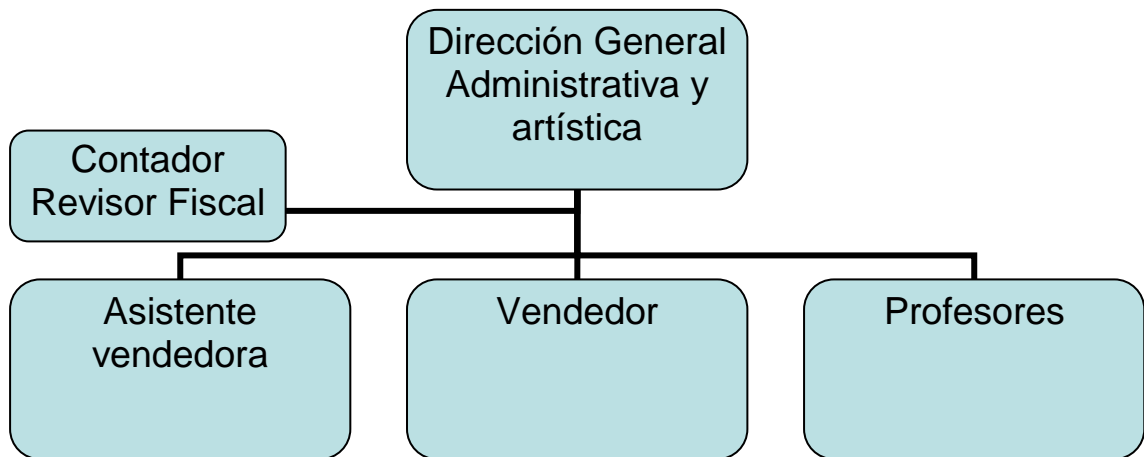 Dirección General
Administrativa y
artística
Contador
Revisor Fiscal
Asistente
vendedora
Vendedor
Profesores